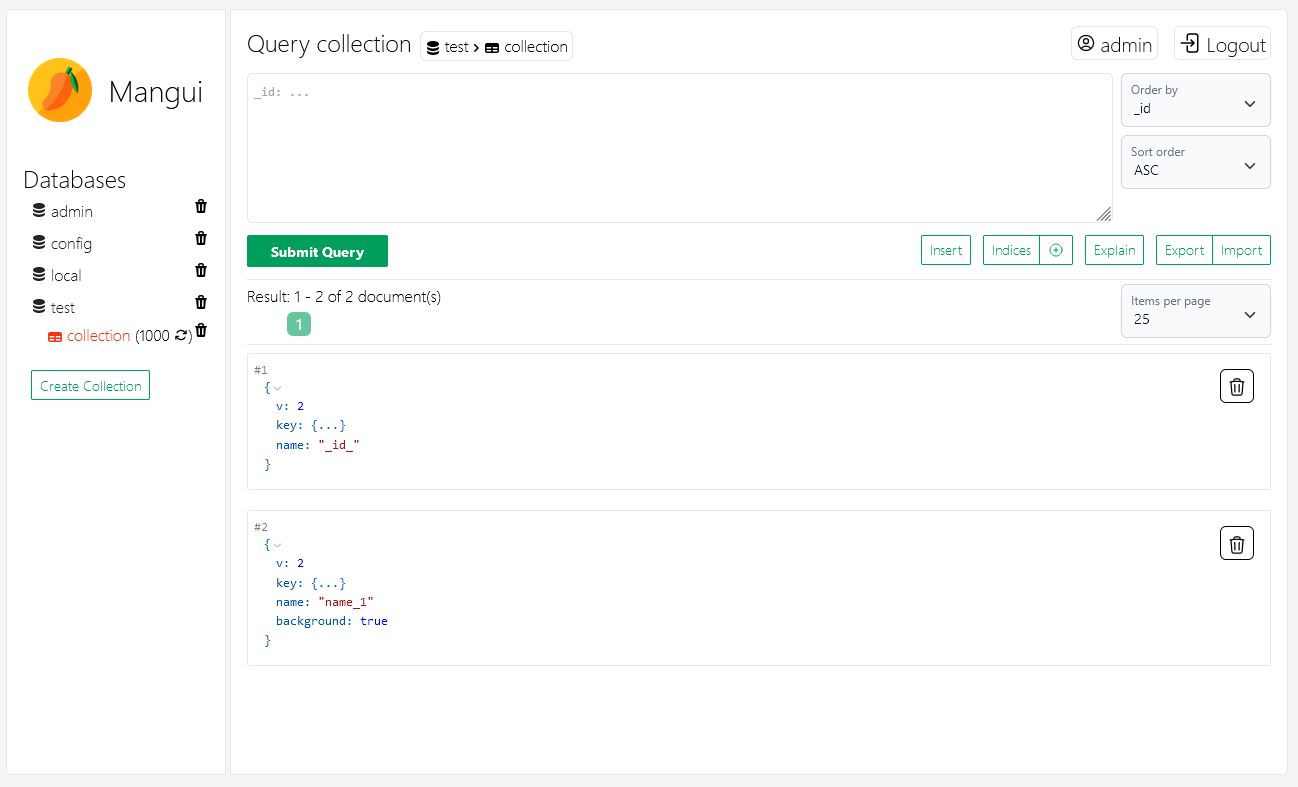 Mangui
Databases
admin
config
local
test
collection (1000 )
Create Collection
Query collection test › collection
admin
Logout
_id: ...
Order by
_id
Sort order
ASC
Submit Query
Insert
Indices
Explain
Export
Import
Result: 1 - 2 of 2 document(s)
1
Items per page
25
#1
{
v: 2
key: {...}
name: "_id_"
}
#2
{
v: 2
key: {...}
name: "name_1"
background: true
}